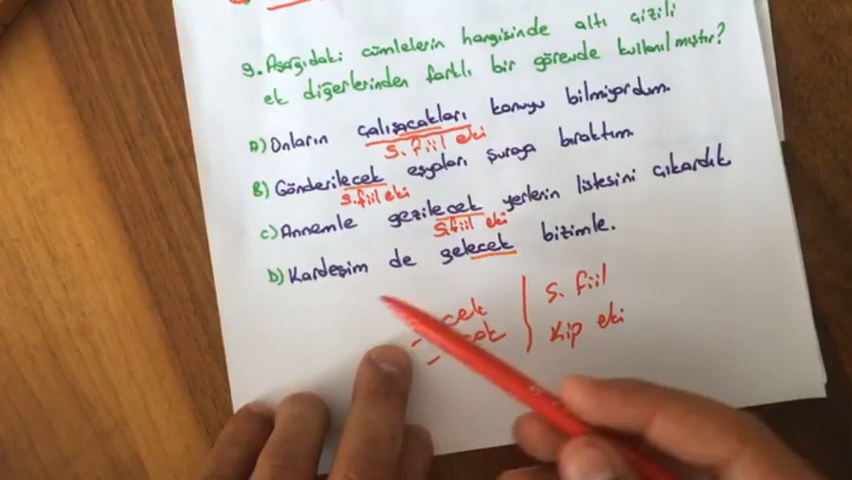 9. Aşağıdaki cümlelerin hangisinde altı çizili
ek diğerlerinden farklı bir görevde kullanılmıştır?
A) Onların çalışacakları konuyu bilmiyordum.
s. fiil eki
B) Gönderilecek eşyaları şuraya bıraktım.
s. fiil eki
C) Annemle gezilecek yerlerin listesini çıkardık
s. fiil eki
D) Kardeşim de gelecek bizimle.
s. fiil
kip eki